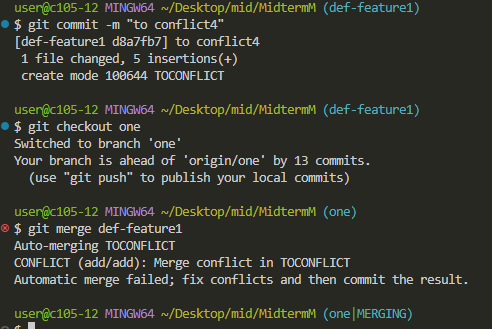 user@c105-12 MINGW64 ~/Desktop/mid/MidtermM (def-feature1)
$ git commit -m "to conflict4"
[def-feature1 d8a7fb7] to conflict4
 1 file changed, 5 insertions(+)
 create mode 100644 TOCONFLICT

user@c105-12 MINGW64 ~/Desktop/mid/MidtermM (def-feature1)
$ git checkout one
Switched to branch 'one'
Your branch is ahead of 'origin/one' by 13 commits.
  (use "git push" to publish your local commits)

user@c105-12 MINGW64 ~/Desktop/mid/MidtermM (one)
$ git merge def-feature1
Auto-merging TOCONFLICT
CONFLICT (add/add): Merge conflict in TOCONFLICT
Automatic merge failed; fix conflicts and then commit the result.

user@c105-12 MINGW64 ~/Desktop/mid/MidtermM (one|MERGING)
$